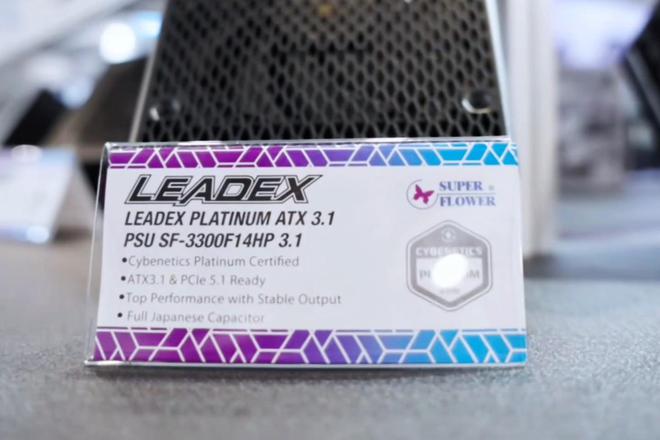 LEADEX
SUPER
FLOWER
LEADEX PLATINUM ATX 3.1
PSU SF-3300F14HP 3.1
•Cybenetics Platinum Certified
•ATX3.1 & PCIe 5.1 Ready
•Top Performance with Stable Output
• Full Japanese Capacitor
CYBENETICS